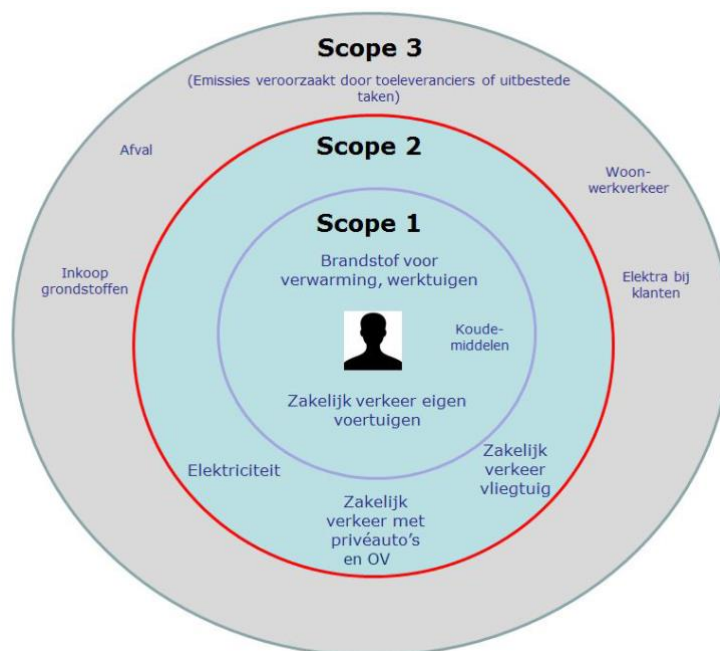 Scope 3
(Emissies veroorzaakt door toeleveranciers of uitbestede
taken)
Afval
Scope 2
Woon-
werkverkeer
Scope 1
Brandstof voor
verwarming, werktuigen
Inkoop
grondstoffen
Elektra bij
klanten
Koude-
middelen
Zakelijk verkeer eigen
voertuigen
Elektriciteit
Zakelijk
verkeer
vliegtuig
Zakelijk
verkeer met
privéauto's
en OV